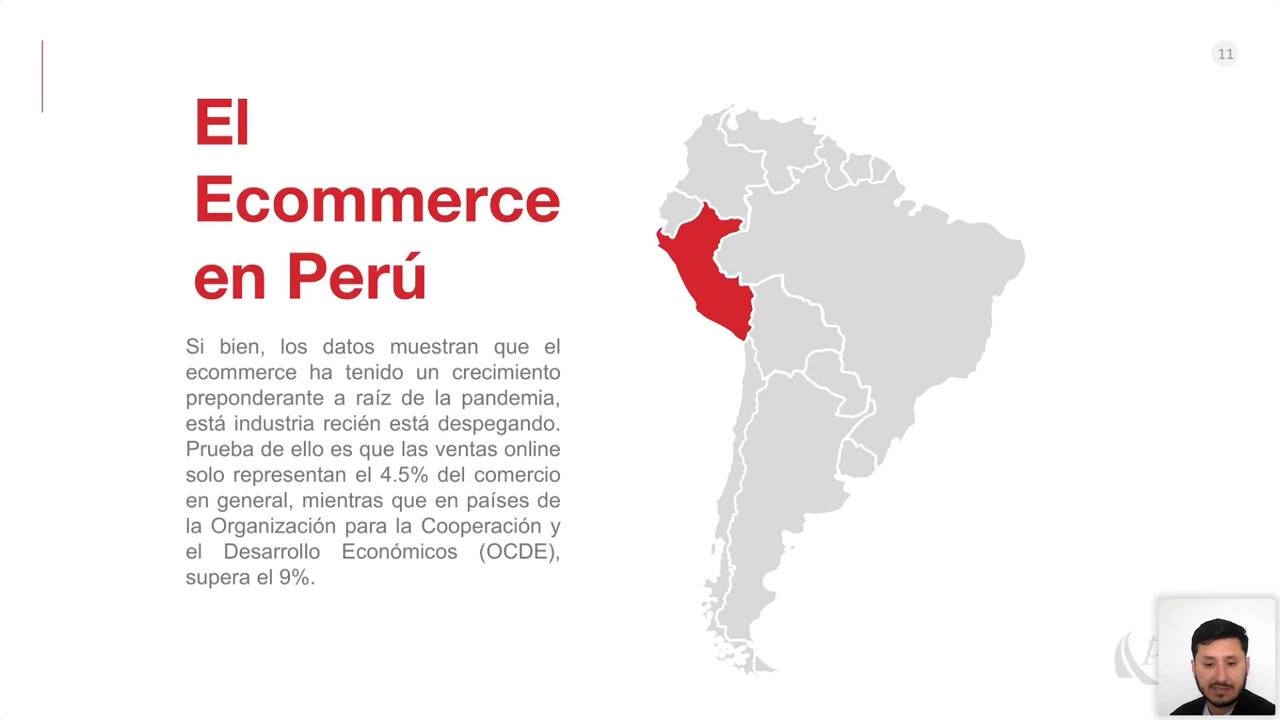 11
El
Ecommerce
en Perú
Si bien, los datos muestran que el
ecommerce ha tenido un crecimiento
preponderante a raíz de la pandemia,
está industria recién está despegando.
Prueba de ello es que las ventas online
solo representan el 4.5% del comercio
en general, mientras que en países de
la Organización para la Cooperación y
el Desarrollo Económicos (OCDE),
supera el 9%.